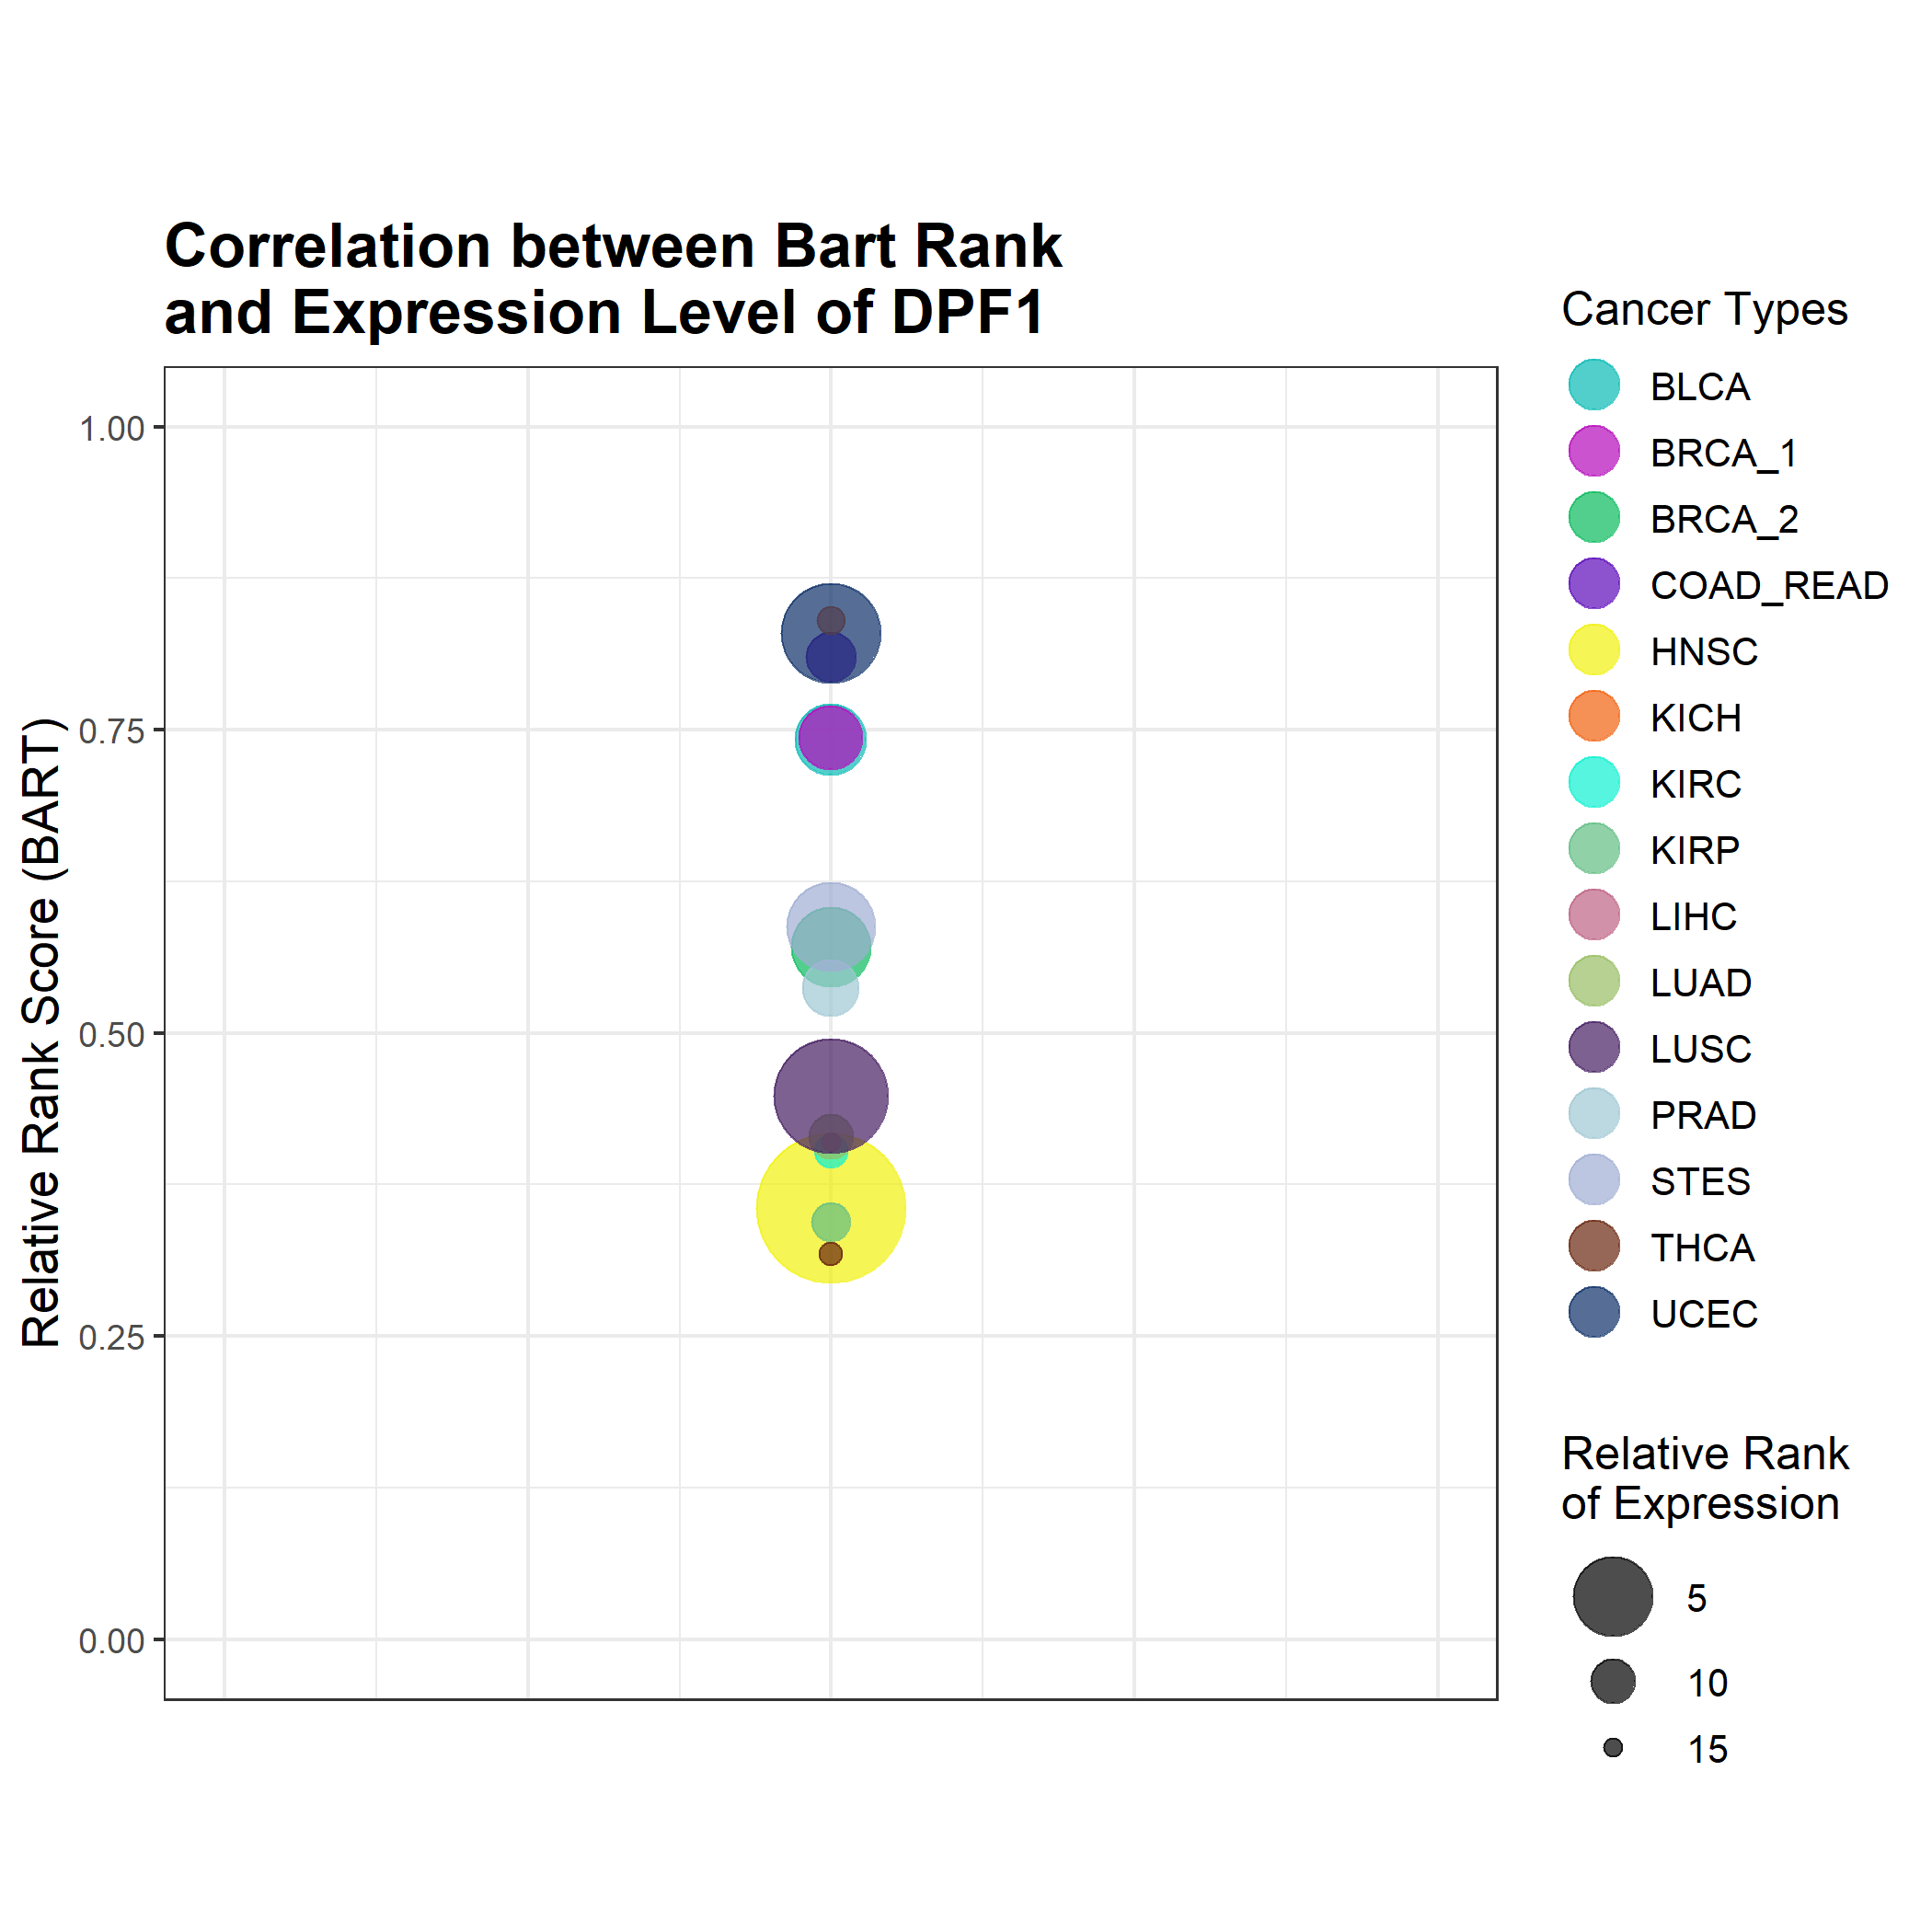 Correlation between Bart Rank
and Expression Level of DPF1
Relative Rank Score (BART)
1.00
0.75
0.50
0.25
0.00
Cancer Types
BLCA
BRCA_1
BRCA_2
COAD_READ
HNSC
KICH
KIRC
KIRP
LIHC
LUAD
LUSC
PRAD
STES
THCA
UCEC
Relative Rank
of Expression
5
10
15